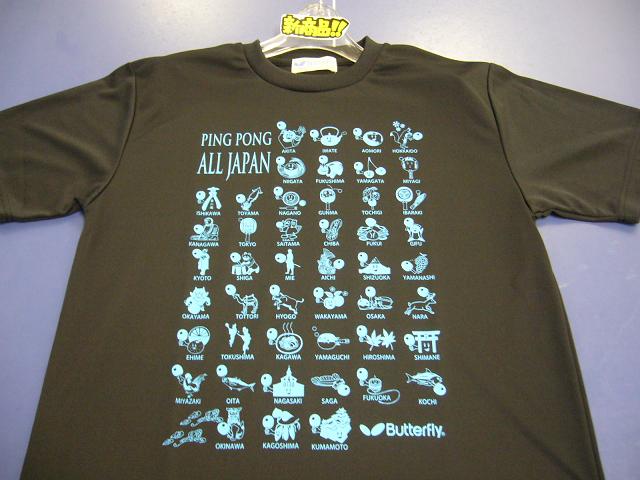 新商品!!
PING PONG
ALL JAPAN
AKITA IWATE AOMORI HOKKAIDO
NIIGATA FUKUSHIMA YAMAGATA MIYAGI
ISHIKAWA TOYAMA NAGANO GUNMA TOCHIGI IBARAKI
KANAGAWA TOKYO SAITAMA CHIBA FUKUI GIFU
KYOTO SHIGA MIE AICHI SHIZUOKA YAMANASHI
OKAYAMA TOTTORI HYOGO WAKAYAMA OSAKA NARA
EHIME TOKUSHIMA KAGAWA YAMAGUCHI HIROSHIMA SHIMANE
MIYAZAKI OITA NAGASAKI SAGA FUKUOKA KOCHI
OKINAWA KAGOSHIMA KUMAMOTO Butterfly